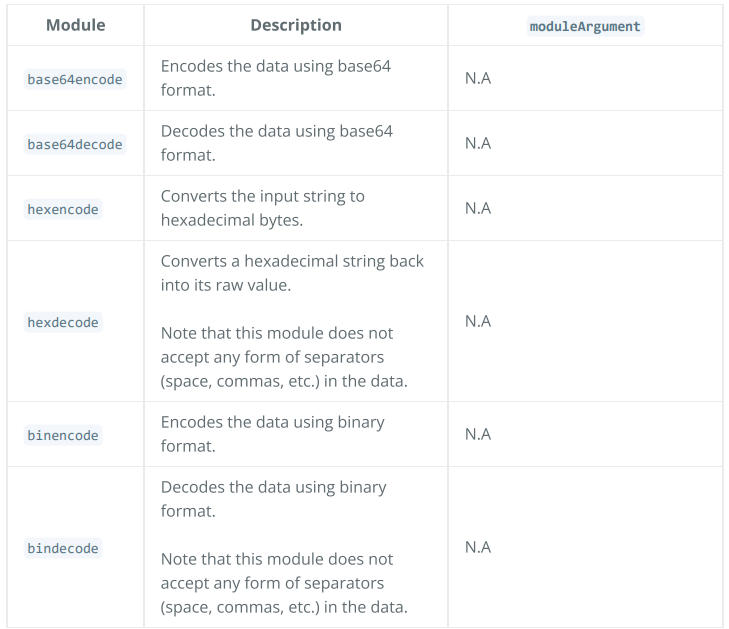 Module Description moduleArgument
base64encode Encodes the data using base64
format. N.A
base64decode Decodes the data using base64
format. N.A
hexencode Converts the input string to
hexadecimal bytes. N.A
hexdecode Converts a hexadecimal string back
into its raw value.
Note that this module does not
accept any form of separators
(space, commas, etc.) in the data. N.A
binencode Encodes the data using binary
format. N.A
bindecode Decodes the data using binary
format.
Note that this module does not
accept any form of separators
(space, commas, etc.) in the data. N.A